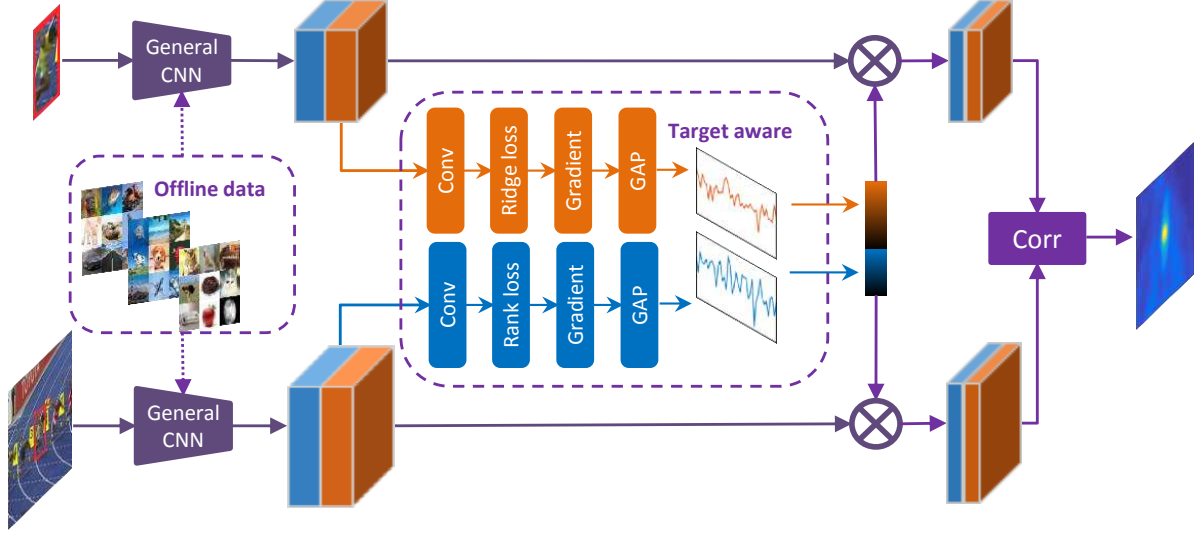 General
CNN
Target aware
Conv
Ridge loss
Gradient
GAP
Offline data
Corr
Conv
Rank loss
Gradient
GAP
General
CNN